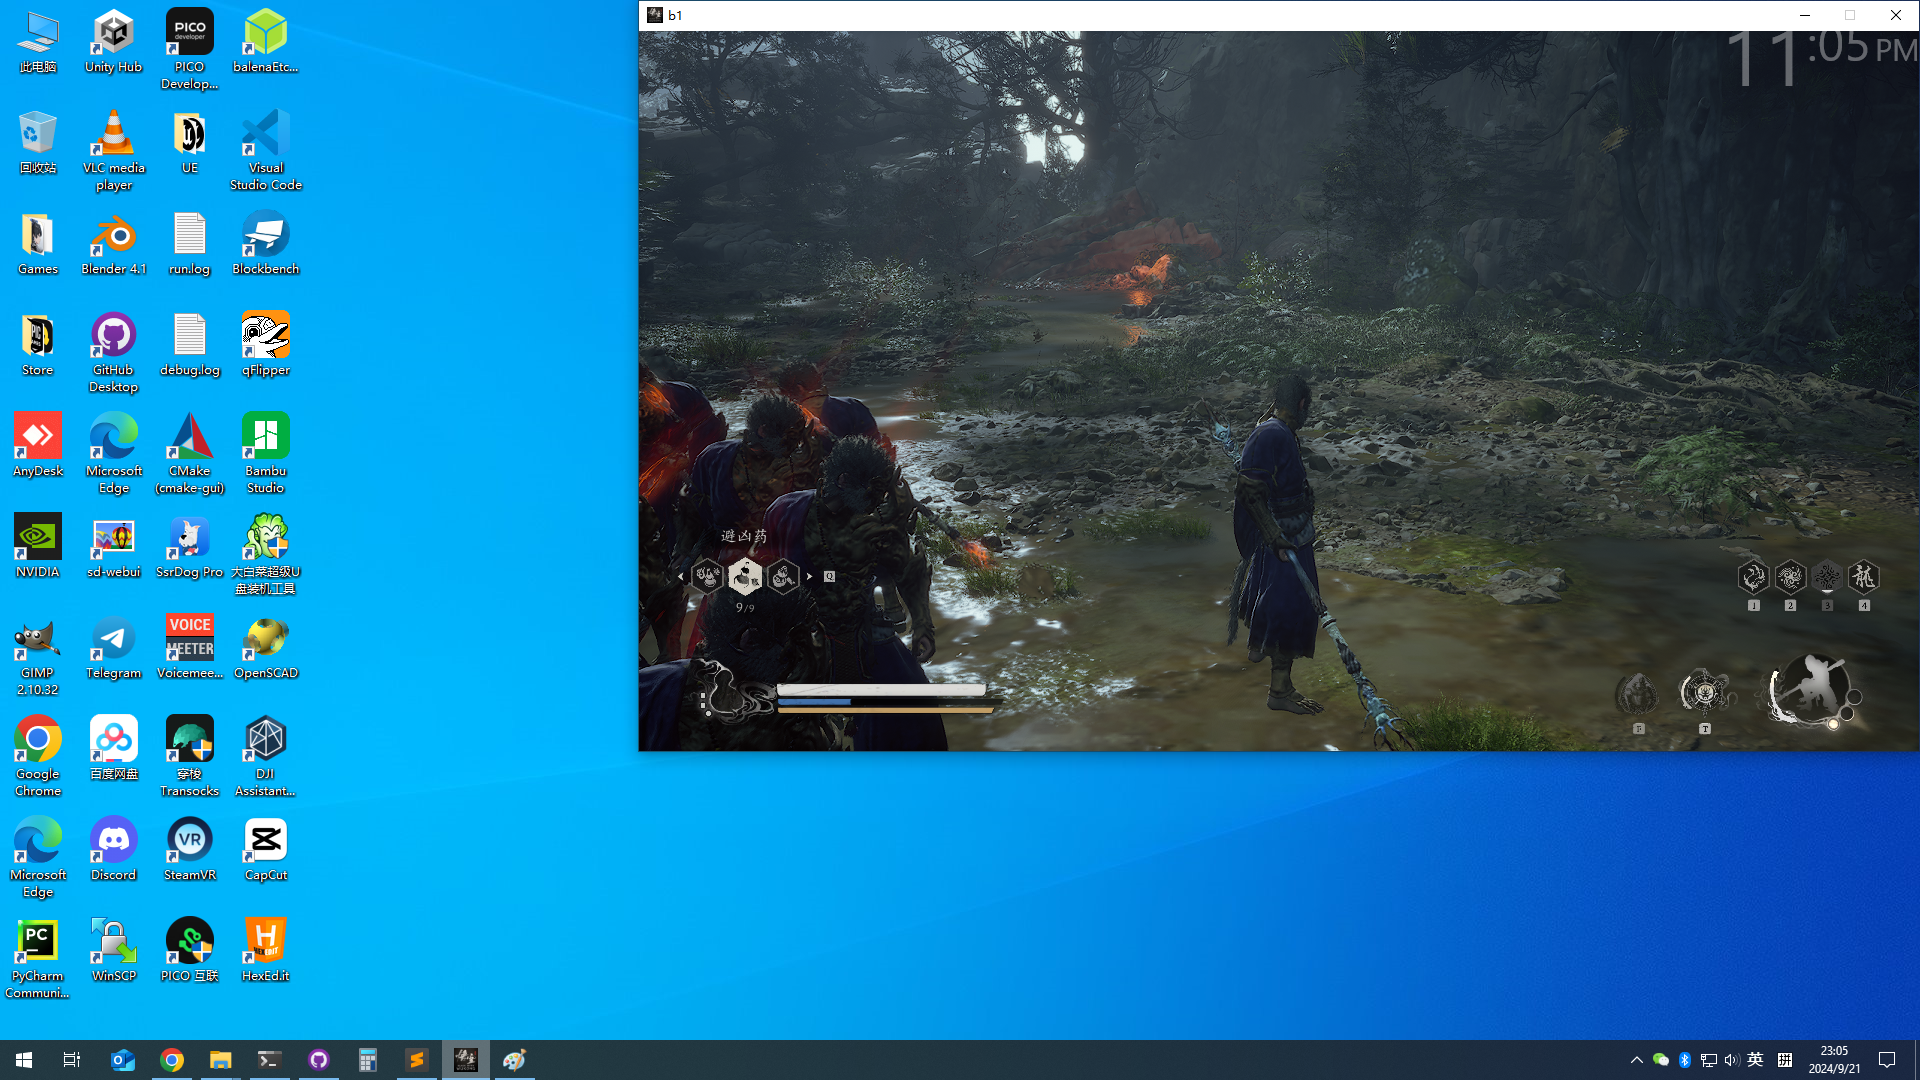 此电脑
Unity Hub
PICO
developer
PICO
Develop...
balenaEtc...
回收站
VLC media
player
UE
Visual
Studio Code
Games
Blender 4.1
run.log
Blockbench
Store
GitHub
Desktop
debug.log
qFlipper
AnyDesk
Microsoft
Edge
CMake
(cmake-gui)
Bambu
Studio
NVIDIA
sd-webui
SsrDog Pro
大白菜超级U
盘装机工具
GIMP
2.10.32
Telegram
VOICE
MEETER
Voicemee...
OpenSCAD
Google
Chrome
百度网盘
穿梭
Transocks
DJI
Assistant...
Microsoft
Edge
Discord
VR
SteamVR
CapCut
PC
PyCharm
Communi...
WinSCP
PICO 互联
H
HEXEDIT
HexEd.it
b1
11:05 PM
避凶药
Q
9/9
1
2
3
4
龍
T
英
拼
23:05
2024/9/21